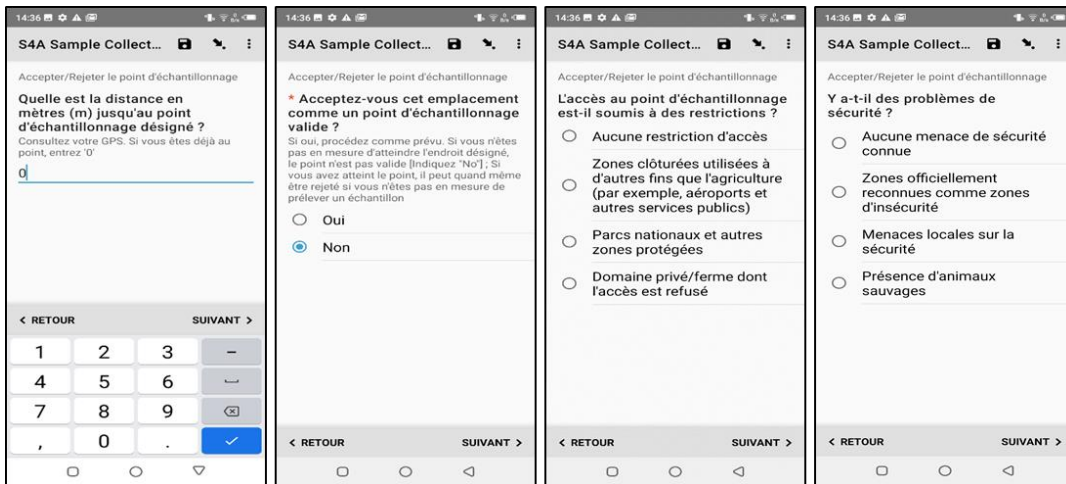 14:36
S4A Sample Collect...
Accepter/Rejeter le point d'échantillonnage
Quelle est la distance en
mètres (m) jusqu'au point
d'échantillonnage désigné ?
Consultez votre GPS. Si vous êtes déjà au
point, entrez '0'
0
< RETOUR
SUIVANT >
1 2 3 –
4 5 6
7 8 9
, 0 .
14:36
S4A Sample Collect...
Accepter/Rejeter le point d'échantillonnage
* Acceptez-vous cet emplacement
comme un point d'échantillonnage
valide ?
Si oui, procédez comme prévu. Si vous n'êtes
pas en mesure d'atteindre l'endroit désigné,
le point n'est pas valide [Indiquez "No"] ; Si
vous avez atteint le point, il peut quand même
être rejeté si vous n'êtes pas en mesure de
prélever un échantillon
Oui
Non
< RETOUR
SUIVANT >
14:36
S4A Sample Collect...
Accepter/Rejeter le point d'échantillonnage
L'accès au point d'échantillonnage
est-il soumis à des restrictions ?
Aucune restriction d'accès
Zones clôturées utilisées à
d'autres fins que l'agriculture
(par exemple, aéroports et
autres services publics)
Parcs nationaux et autres
zones protégées
Domaine privé/ferme dont
l'accès est refusé
< RETOUR
SUIVANT >
14:36
S4A Sample Collect...
Accepter/Rejeter le point d'échantillonnage
Y a-t-il des problèmes de
sécurité ?
Aucune menace de sécurité
connue
Zones officiellement
reconnues comme zones
d'insécurité
Menaces locales sur la
sécurité
Présence d'animaux
sauvages
< RETOUR
SUIVANT >